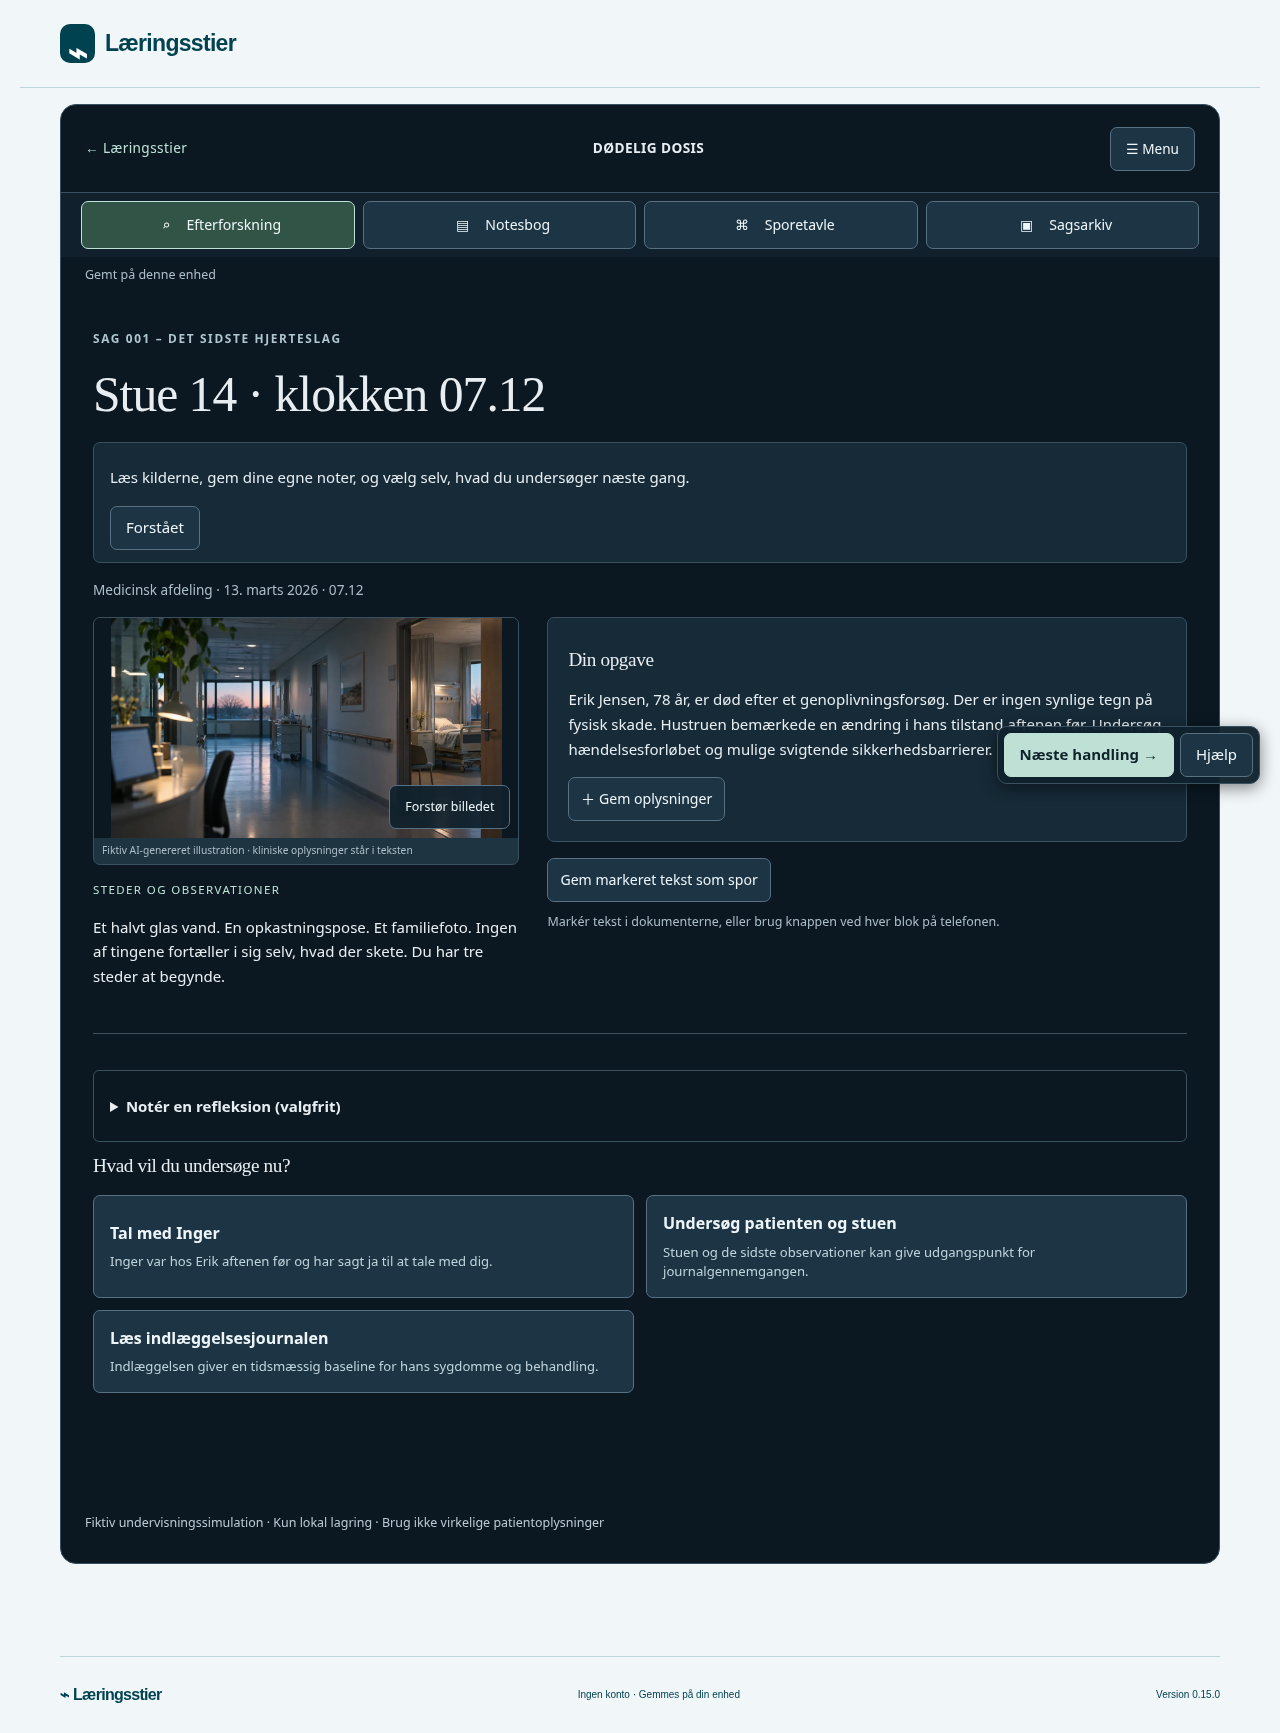 Læringsstier
← Læringsstier
DØDELIG DOSIS
☰ Menu
⌕ Efterforskning
▤ Notesbog
⌘ Sporetavle
▣ Sagsarkiv
Gemt på denne enhed
SAG 001 – DET SIDSTE HJERTESLAG
Stue 14 · klokken 07.12
Læs kilderne, gem dine egne noter, og vælg selv, hvad du undersøger næste gang.
Forstået
Medicinsk afdeling · 13. marts 2026 · 07.12
Forstør billedet
Fiktiv AI-genereret illustration · kliniske oplysninger står i teksten
STEDER OG OBSERVATIONER
Et halvt glas vand. En opkastningspose. Et familiefoto. Ingen
af tingene fortæller i sig selv, hvad der skete. Du har tre
steder at begynde.
Din opgave
Erik Jensen, 78 år, er død efter et genoplivningsforsøg. Der er ingen synlige tegn på
fysisk skade. Hustruen bemærkede en ændring i hans tilstand aftenen før. Undersøg
hændelsesforløbet og mulige svigtende sikkerhedsbarrierer.
Næste handling →
Hjælp
＋ Gem oplysninger
Gem markeret tekst som spor
Markér tekst i dokumenterne, eller brug knappen ved hver blok på telefonen.
▶ Notér en refleksion (valgfrit)
Hvad vil du undersøge nu?
Tal med Inger
Inger var hos Erik aftenen før og har sagt ja til at tale med dig.
Undersøg patienten og stuen
Stuen og de sidste observationer kan give udgangspunkt for
journalgennemgangen.
Læs indlæggelsesjournalen
Indlæggelsen giver en tidsmæssig baseline for hans sygdomme og behandling.
Fiktiv undervisningssimulation · Kun lokal lagring · Brug ikke virkelige patientoplysninger
⌁ Læringsstier
Ingen konto · Gemmes på din enhed
Version 0.15.0